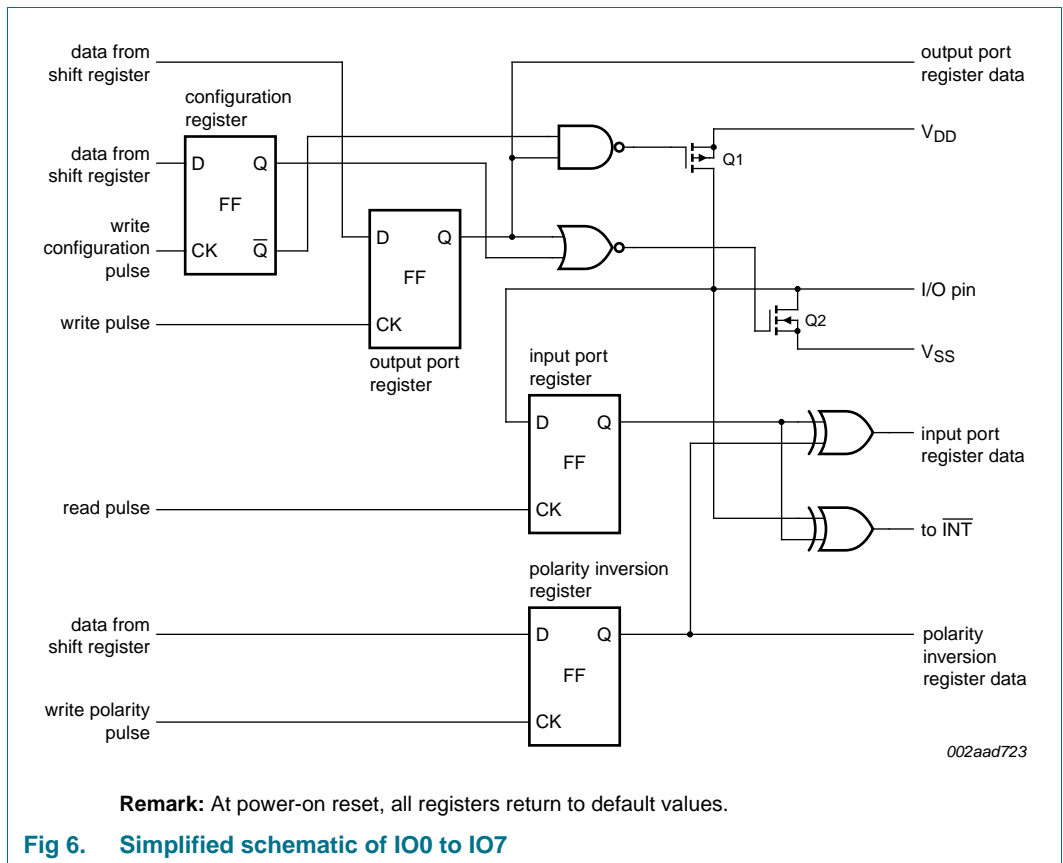 data from
shift register
output port
register data
configuration
register
V_DD
Q1
data from
shift register
D Q
FF
CK Q̅
write
configuration
pulse
D Q
FF
CK
output port
register
write pulse
I/O pin
Q2
V_SS
input port
register
D Q
FF
CK
input port
register data
read pulse
to I̅N̅T̅
polarity inversion
register
data from
shift register
D Q
FF
CK
polarity
inversion
register data
write polarity
pulse
002aad723
Remark: At power-on reset, all registers return to default values.
Fig 6. Simplified schematic of IO0 to IO7